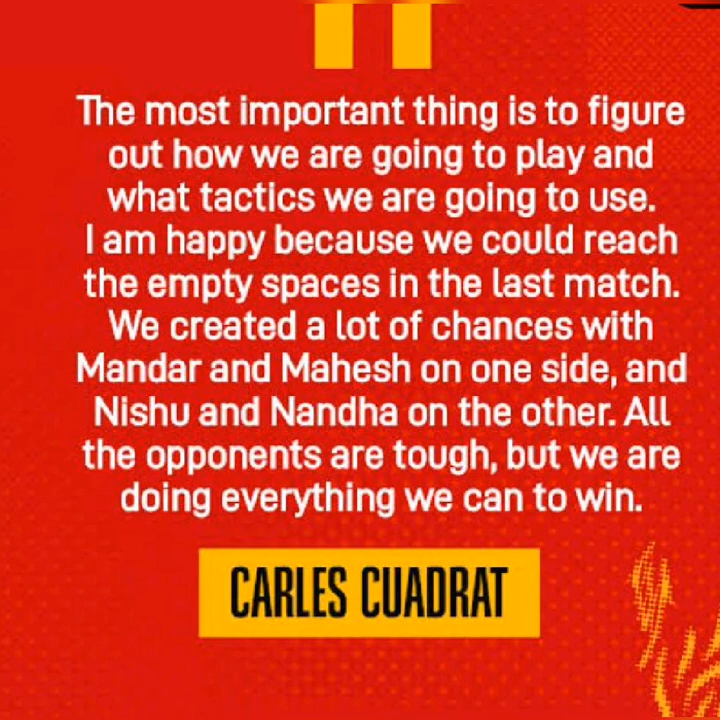 The most important thing is to figure
out how we are going to play and
what tactics we are going to use.
I am happy because we could reach
the empty spaces in the last match.
We created a lot of chances with
Mandar and Mahesh on one side, and
Nishu and Nandha on the other. All
the opponents are tough, but we are
doing everything we can to win.
CARLES CUADRAT